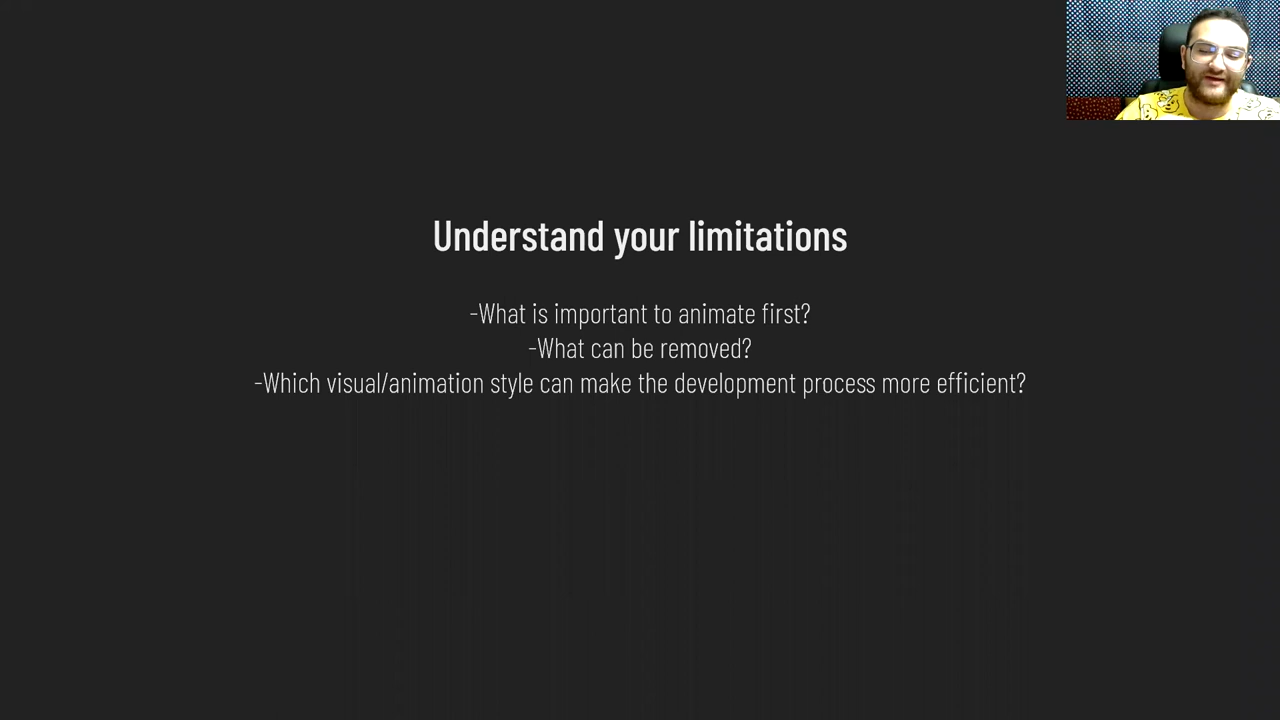 Understand your limitations
-What is important to animate first?
-What can be removed?
-Which visual/animation style can make the development process more efficient?